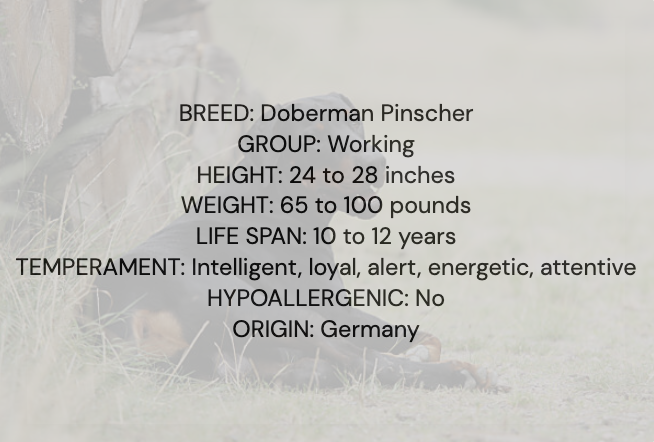 BREED: Doberman Pinscher
GROUP: Working
HEIGHT: 24 to 28 inches
WEIGHT: 65 to 100 pounds
LIFE SPAN: 10 to 12 years
TEMPERAMENT: Intelligent, loyal, alert, energetic, attentive
HYPOALLERGENIC: No
ORIGIN: Germany